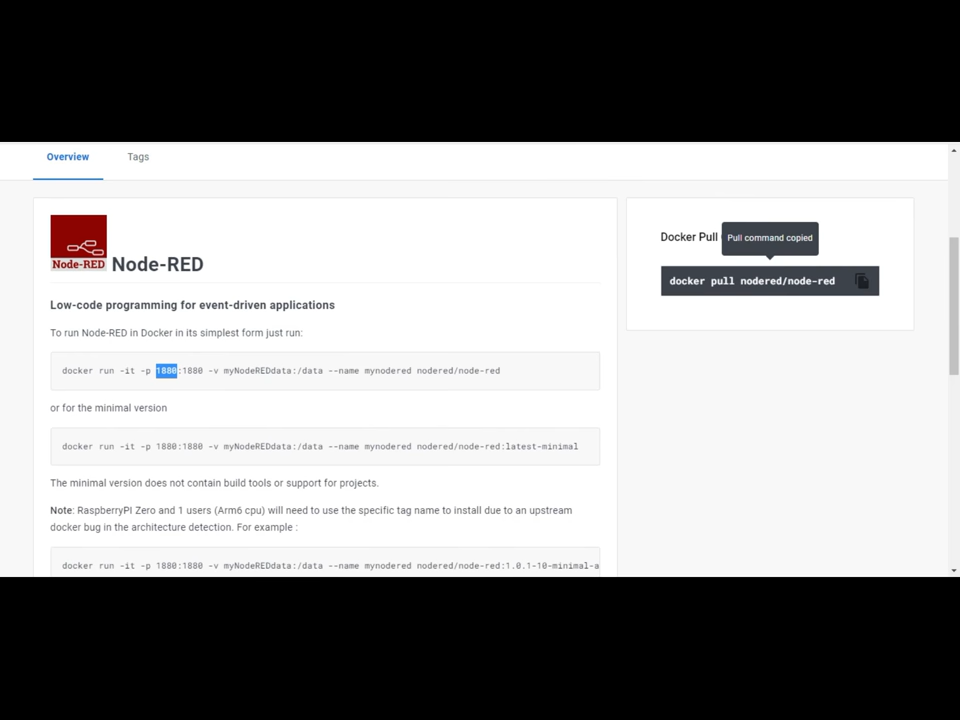 Overview
Tags
Node-RED
Node-RED
Low-code programming for event-driven applications
To run Node-RED in Docker in its simplest form just run:
docker run -it -p 1880:1880 -v myNodeREDdata:/data --name mynodered nodered/node-red
or for the minimal version
docker run -it -p 1880:1880 -v myNodeREDdata:/data --name mynodered nodered/node-red:latest-minimal
The minimal version does not contain build tools or support for projects.
Note: RaspberryPI Zero and 1 users (Arm6 cpu) will need to use the specific tag name to install due to an upstream
docker bug in the architecture detection. For example :
docker run -it -p 1880:1880 -v myNodeREDdata:/data --name mynodered nodered/node-red:1.0.1-10-minimal-a
Docker Pull
Pull command copied
docker pull nodered/node-red